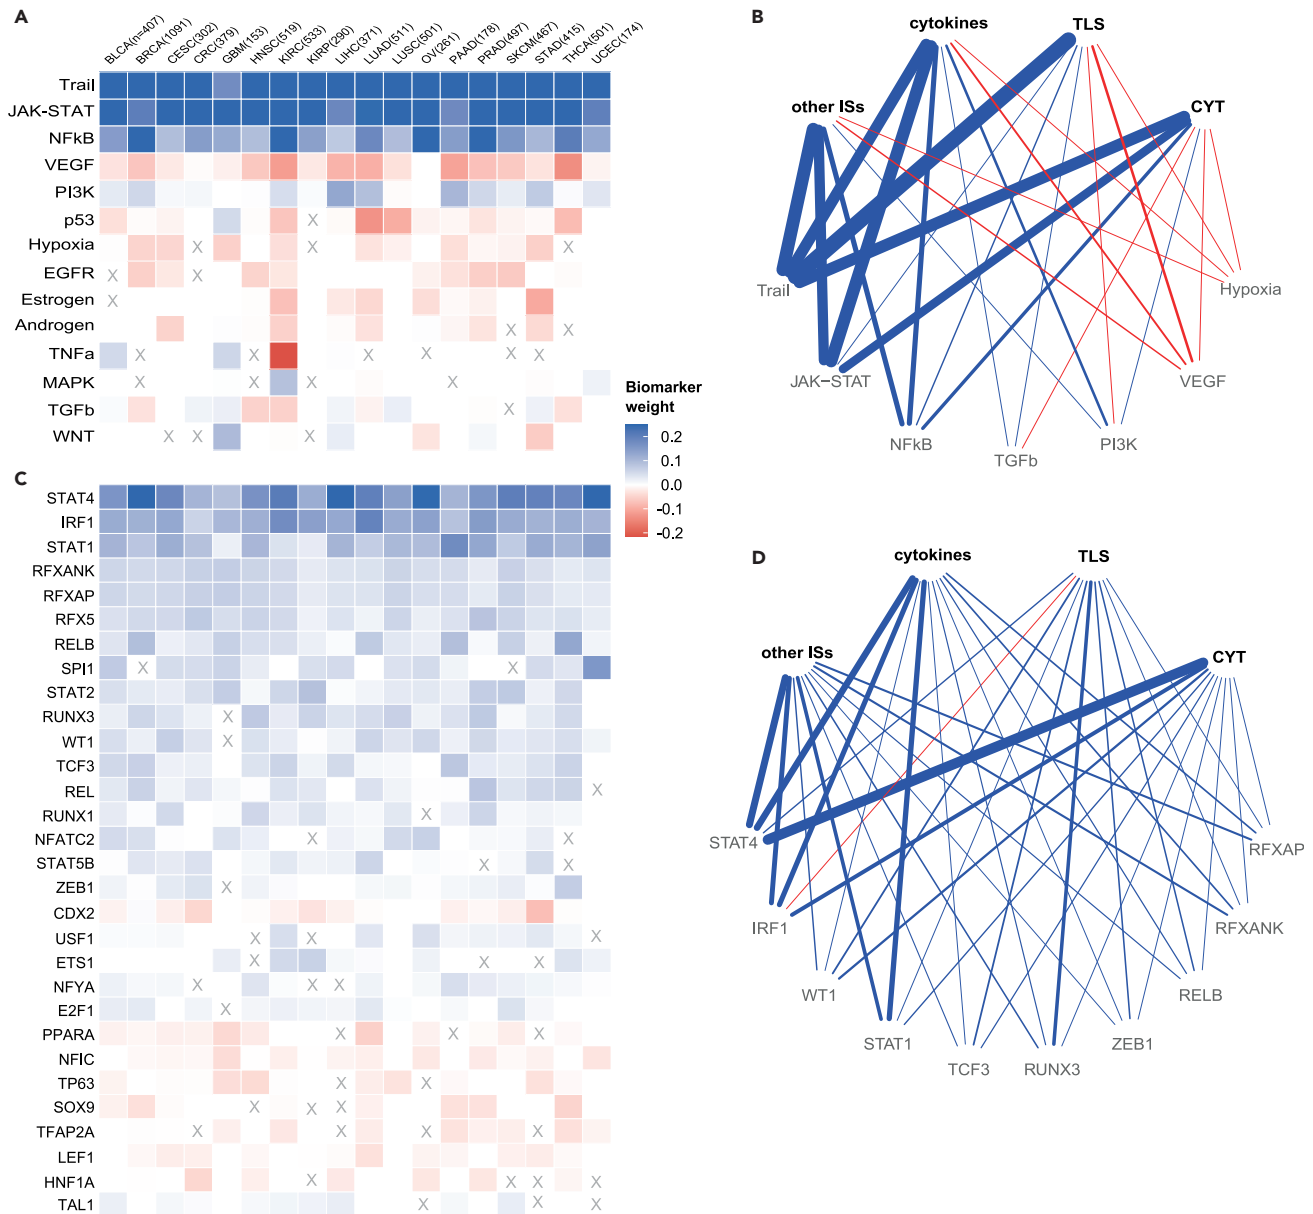 A
BLCA(n=407)
BRCA(1091)
CESC(302)
CRC(379)
GBM(153)
HNSC(519)
KIRC(533)
KIRP(290)
LIHC(371)
LUAD(511)
LUSC(501)
OV(261)
PAAD(178)
PRAD(497)
SKCM(467)
STAD(415)
THCA(501)
UCEC(174)
Trail
JAK-STAT
NFkB
VEGF
PI3K
p53 X
Hypoxia X X X
EGFR X X
Estrogen X
Androgen X X
TNFa X X X X X X
MAPK X X X X
TGFb X
WNT X X X
Biomarker
weight
0.2
0.1
0.0
-0.1
-0.2
B
cytokines
TLS
other ISs
CYT
Trail
Hypoxia
JAK−STAT
VEGF
NFkB
PI3K
TGFb
C
STAT4
IRF1
STAT1
RFXANK
RFXAP
RFX5
RELB
SPI1 X X
STAT2
RUNX3 X
WT1 X
TCF3
REL X
RUNX1 X
NFATC2 X X
STAT5B X X
ZEB1 X
CDX2
USF1 X X X
ETS1 X X X
NFYA X X X
E2F1 X
PPARA X X X
NFIC
TP63 X X
SOX9 X X X
TFAP2A X X X X
LEF1
HNF1A X X X X
TAL1 X X X
D
cytokines
TLS
other ISs
CYT
STAT4
RFXAP
IRF1
RFXANK
WT1
RELB
STAT1
ZEB1
TCF3
RUNX3